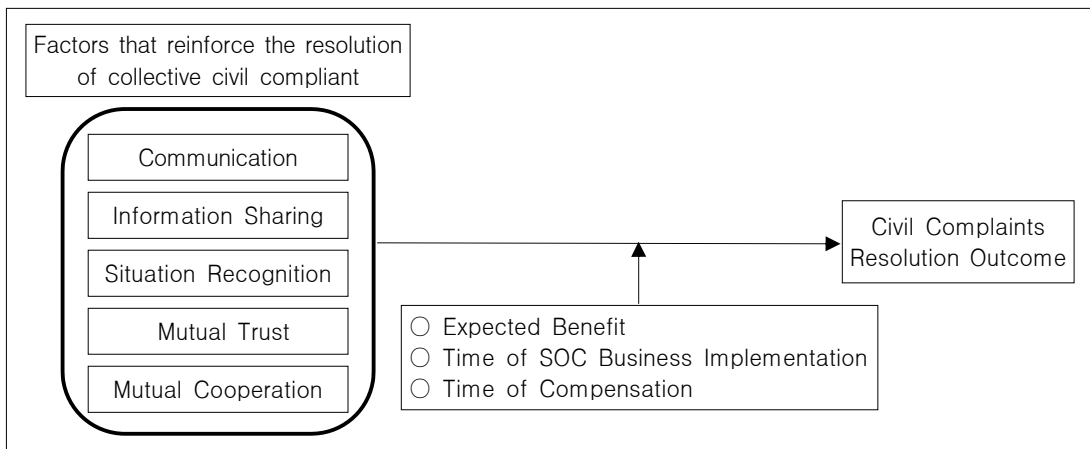 Factors that reinforce the resolution
of collective civil compliant
Communication
Information Sharing
Situation Recognition
Mutual Trust
Mutual Cooperation
Civil Complaints
Resolution Outcome
○ Expected Benefit
○ Time of SOC Business Implementation
○ Time of Compensation